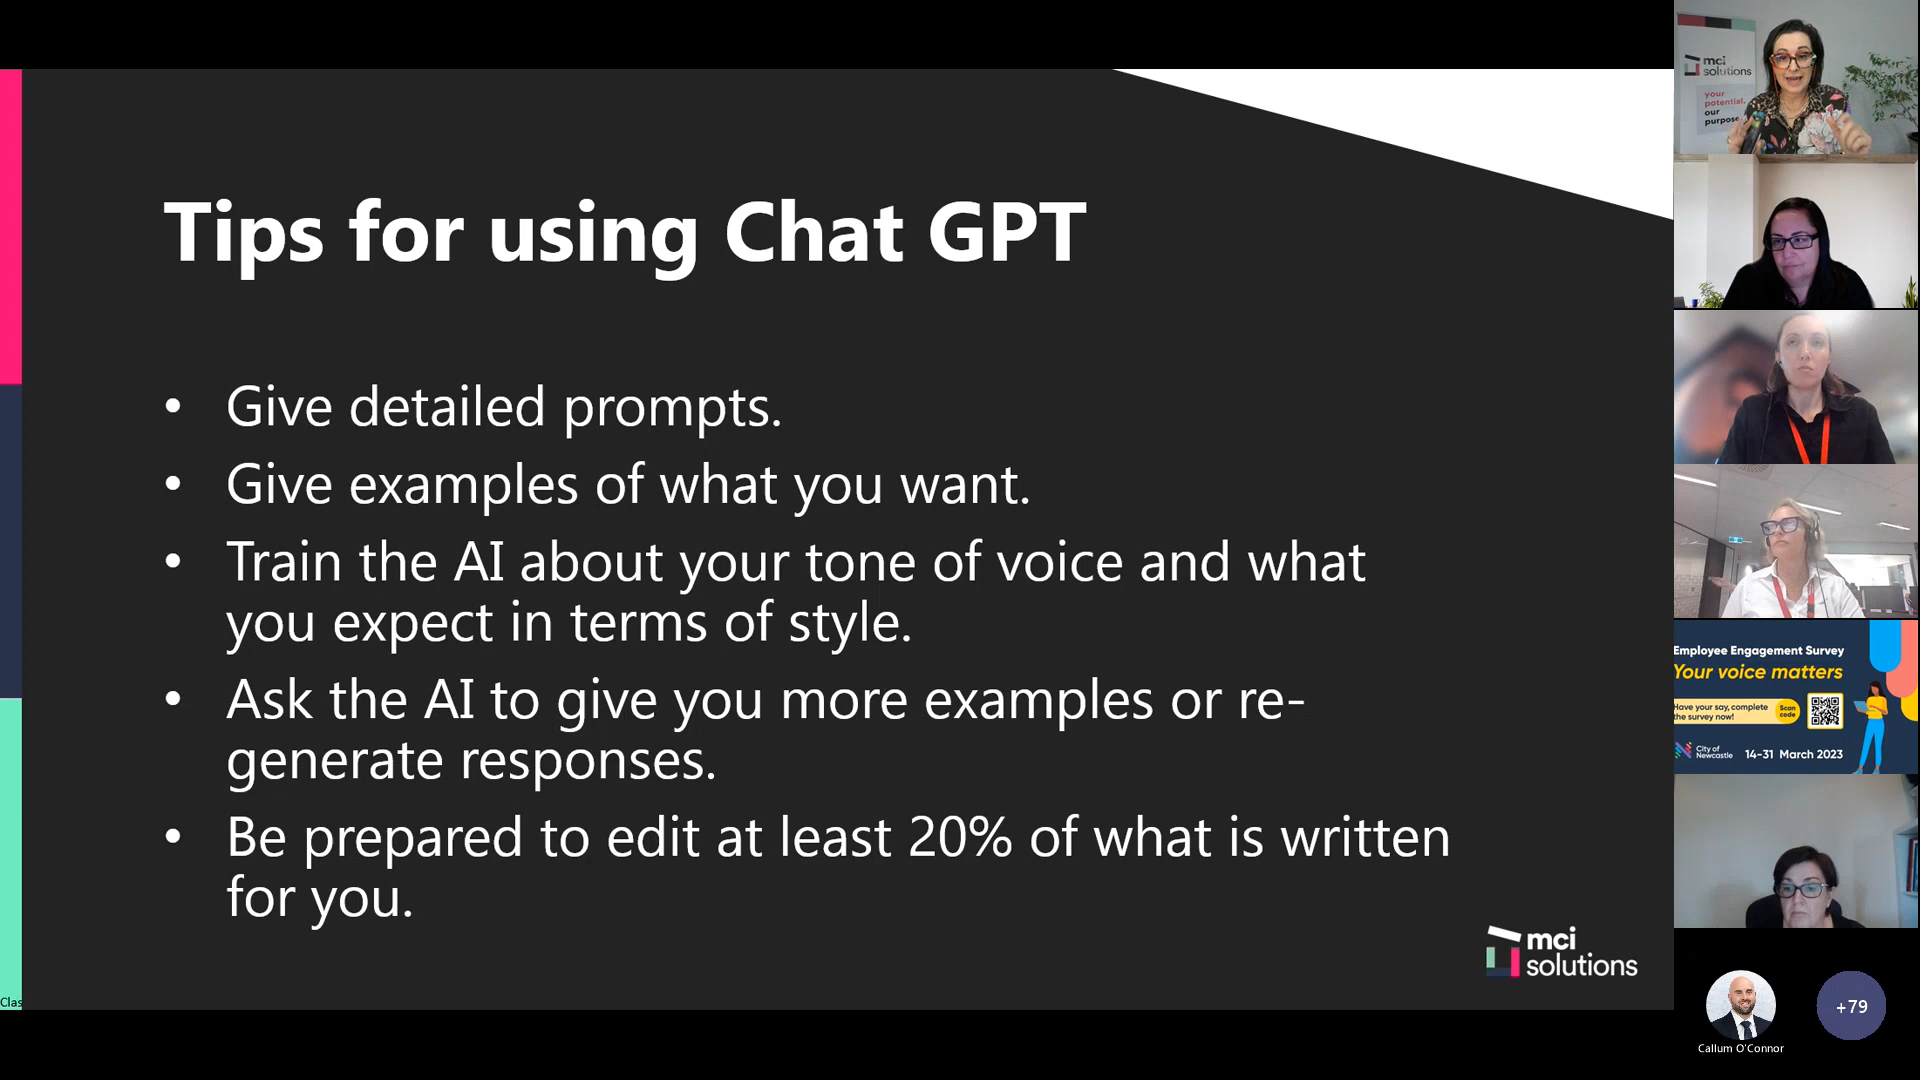 Tips for using Chat GPT
• Give detailed prompts.
• Give examples of what you want.
• Train the AI about your tone of voice and what
you expect in terms of style.
• Ask the AI to give you more examples or re-
generate responses.
• Be prepared to edit at least 20% of what is written
for you.
mci
solutions
Clas
mci
solutions
your
potential.
our
purpose
Employee Engagement Survey
Your voice matters
Have your say, complete
the survey now!
Scan
code
City of
Newcastle
14-31 March 2023
Callum O'Connor
+79